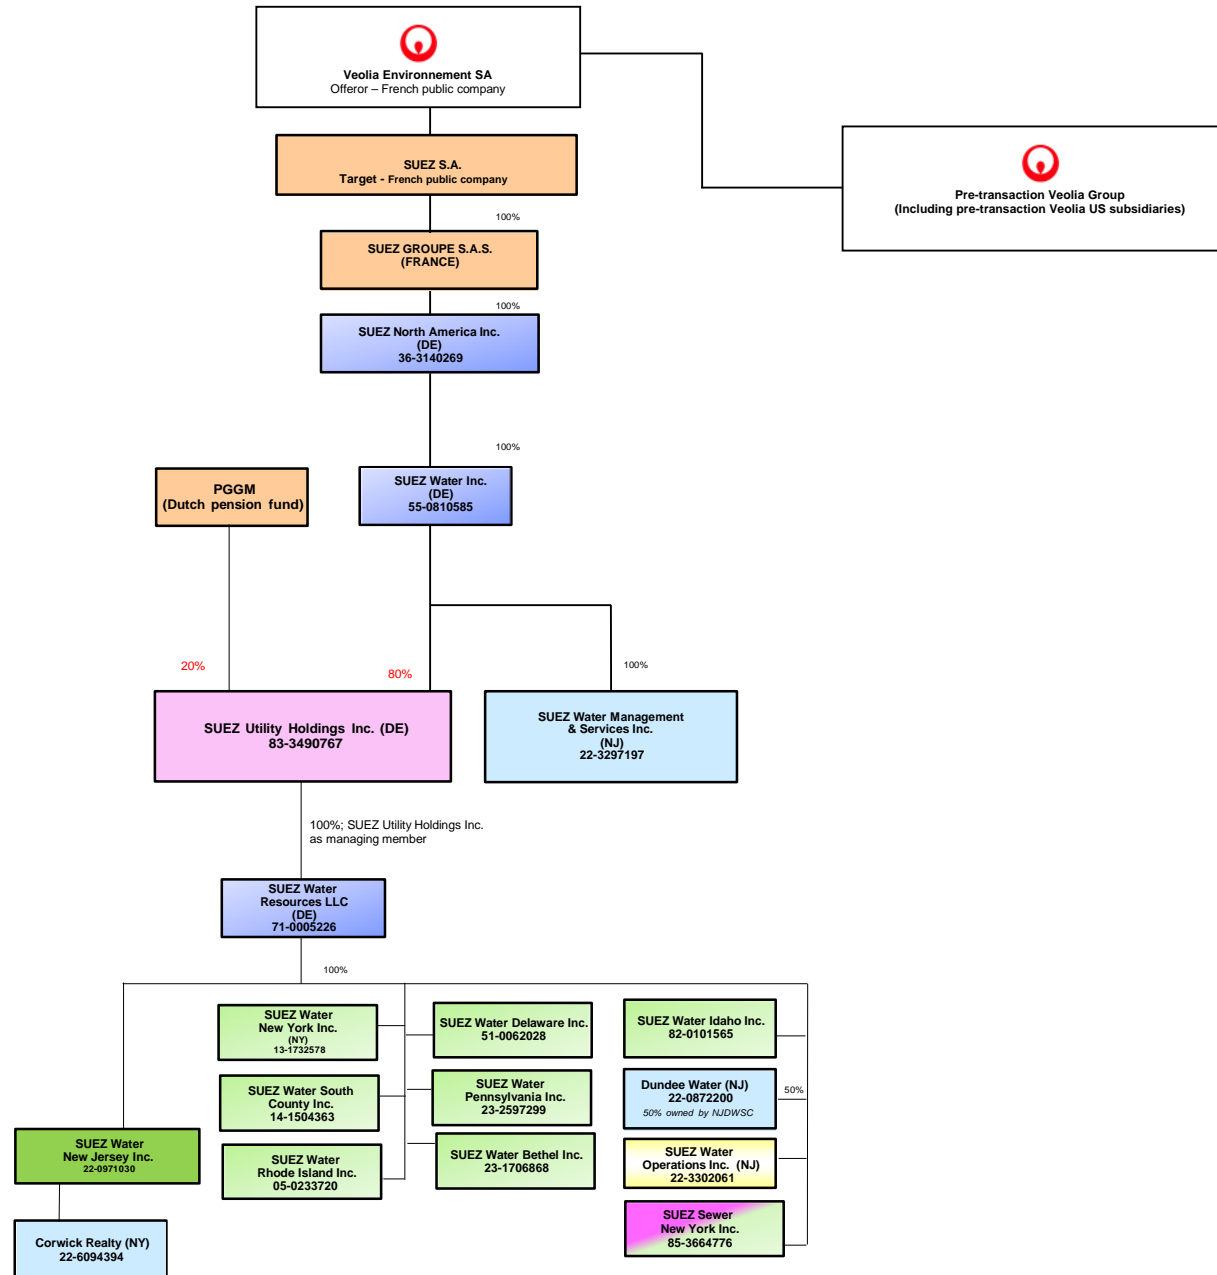 Veolia Environnement SA
Offeror – French public company
Pre-transaction Veolia Group
(Including pre-transaction Veolia US subsidiaries)
SUEZ S.A.
Target - French public company
100%
SUEZ GROUPE S.A.S.
(FRANCE)
100%
SUEZ North America Inc.
(DE)
36-3140269
100%
PGGM
(Dutch pension fund)
SUEZ Water Inc.
(DE)
55-0810585
20%
80%
100%
SUEZ Utility Holdings Inc. (DE)
83-3490767
SUEZ Water Management
& Services Inc.
(NJ)
22-3297197
100%; SUEZ Utility Holdings Inc.
as managing member
SUEZ Water
Resources LLC
(DE)
71-0005226
100%
SUEZ Water
New York Inc.
(NY)
13-1732578
SUEZ Water Delaware Inc.
51-0062028
SUEZ Water Idaho Inc.
82-0101565
SUEZ Water South
County Inc.
14-1504363
SUEZ Water
Pennsylvania Inc.
23-2597299
Dundee Water (NJ)
22-0872200
50% owned by NJDWSC
50%
SUEZ Water
New Jersey Inc.
22-0971030
SUEZ Water
Rhode Island Inc.
05-0233720
SUEZ Water Bethel Inc.
23-1706868
SUEZ Water
Operations Inc. (NJ)
22-3302061
Corwick Realty (NY)
22-6094394
SUEZ Sewer
New York Inc.
85-3664776